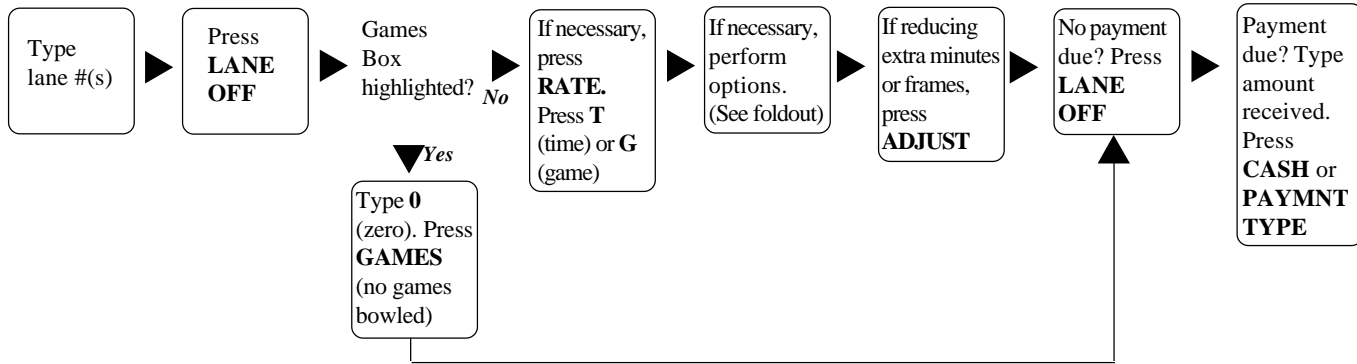 Type
lane #(s)
Press
LANE
OFF
Games
Box
highlighted?
No
Yes
Type 0
(zero). Press
GAMES
(no games
bowled)
If necessary,
press
RATE.
Press T
(time) or G
(game)
If necessary,
perform
options.
(See foldout)
If reducing
extra minutes
or frames,
press
ADJUST
No payment
due? Press
LANE
OFF
Payment
due? Type
amount
received.
Press
CASH or
PAYMNT
TYPE